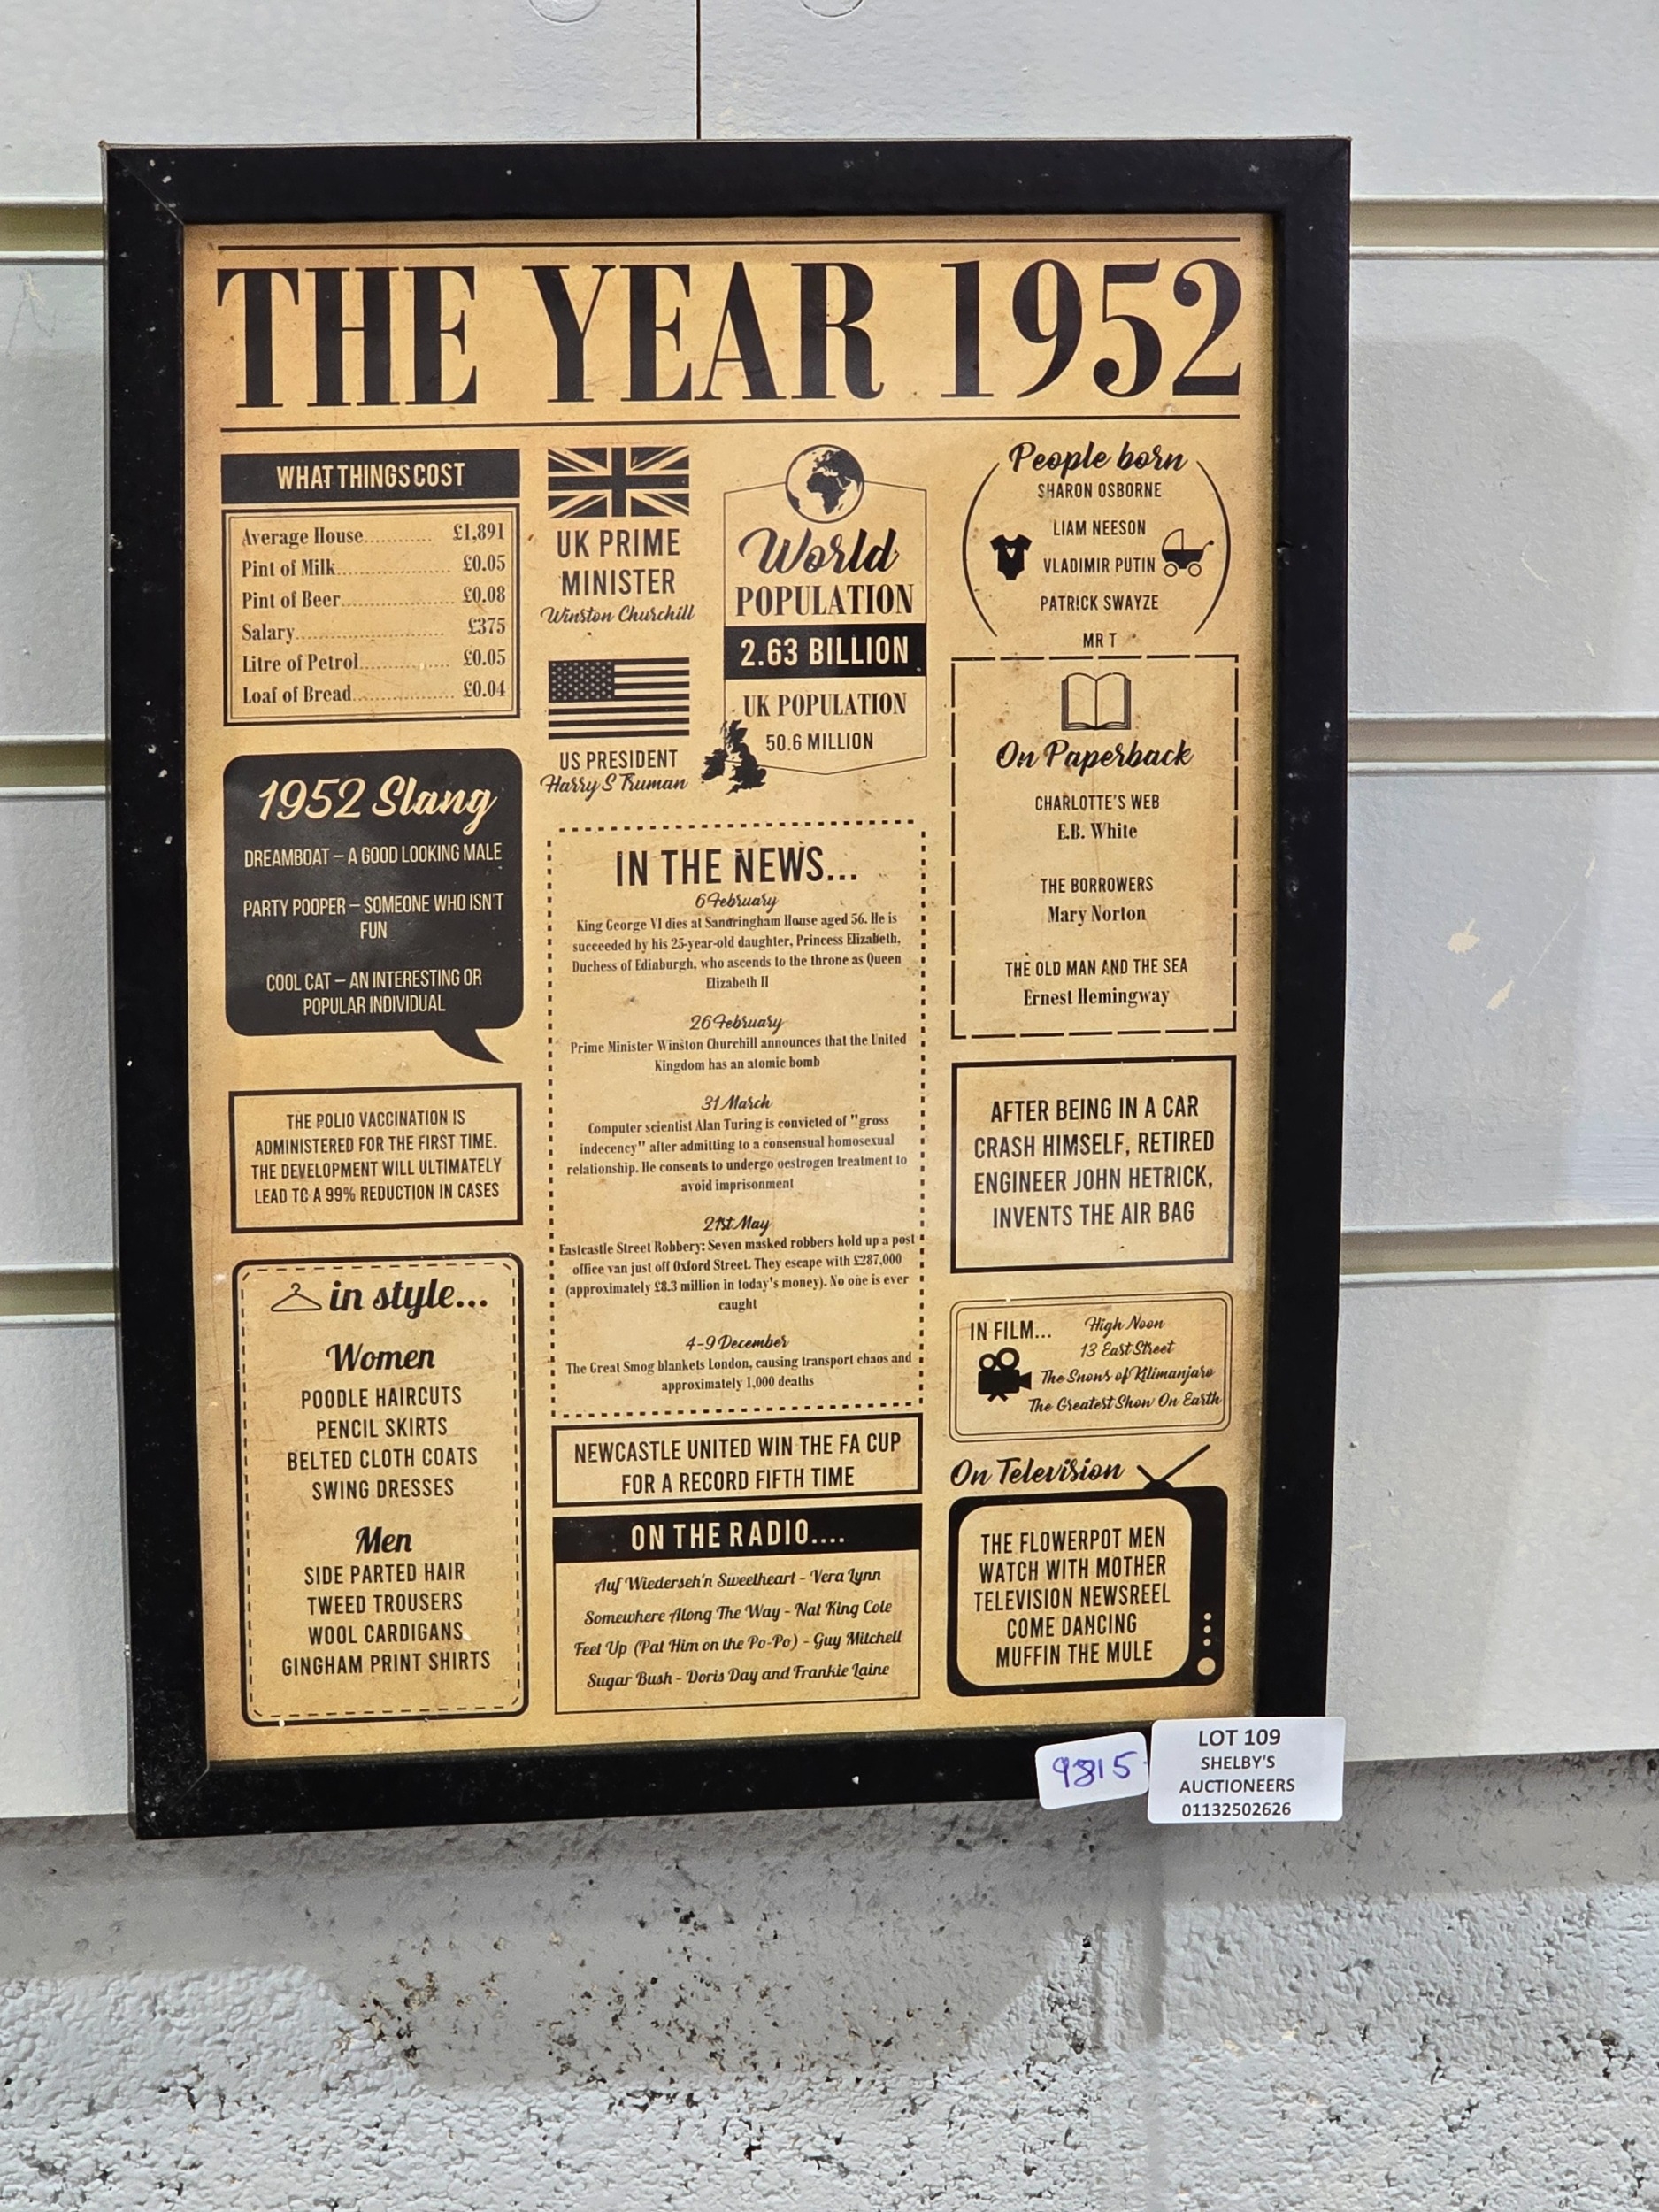 THE YEAR 1952
WHAT THINGS COST
Average House........... £1,891
Pint of Milk.................... £0.05
Pint of Beer.................... £0.08
Salary.......................... £375
Litre of Petrol................ £0.05
Loaf of Bread.................. £0.04
1952 Slang
DREAMBOAT – A GOOD LOOKING MALE
PARTY POOPER – SOMEONE WHO ISN'T
FUN
COOL CAT – AN INTERESTING OR
POPULAR INDIVIDUAL
THE POLIO VACCINATION IS
ADMINISTERED FOR THE FIRST TIME.
THE DEVELOPMENT WILL ULTIMATELY
LEAD TO A 99% REDUCTION IN CASES
in style...
Women
POODLE HAIRCUTS
PENCIL SKIRTS
BELTED CLOTH COATS
SWING DRESSES
Men
SIDE PARTED HAIR
TWEED TROUSERS
WOOL CARDIGANS
GINGHAM PRINT SHIRTS
UK PRIME
MINISTER
Winston Churchill
US PRESIDENT
Harry S Truman
World
POPULATION
2.63 BILLION
UK POPULATION
50.6 MILLION
IN THE NEWS...
6 February
King George VI dies at Sandringham House aged 56. He is
succeeded by his 25-year-old daughter, Princess Elizabeth,
Duchess of Edinburgh, who ascends to the throne as Queen
Elizabeth II
26 February
Prime Minister Winston Churchill announces that the United
Kingdom has an atomic bomb
31 March
Computer scientist Alan Turing is convicted of "gross
indecency" after admitting to a consensual homosexual
relationship. He consents to undergo oestrogen treatment to
avoid imprisonment
21st May
Eastcastle Street Robbery: Seven masked robbers hold up a post
office van just off Oxford Street. They escape with £287,000
(approximately £8.3 million in today's money). No one is ever
caught
4-9 December
The Great Smog blankets London, causing transport chaos and
approximately 1,000 deaths
NEWCASTLE UNITED WIN THE FA CUP
FOR A RECORD FIFTH TIME
ON THE RADIO....
Auf Wiederseh'n Sweetheart - Vera Lynn
Somewhere Along The Way - Nat King Cole
Feet Up (Pat Him on the Po-Po) - Guy Mitchell
Sugar Bush - Doris Day and Frankie Laine
People born
SHARON OSBORNE
LIAM NEESON
VLADIMIR PUTIN
PATRICK SWAYZE
MR T
On Paperback
CHARLOTTE'S WEB
E.B. White
THE BORROWERS
Mary Norton
THE OLD MAN AND THE SEA
Ernest Hemingway
AFTER BEING IN A CAR
CRASH HIMSELF, RETIRED
ENGINEER JOHN HETRICK,
INVENTS THE AIR BAG
IN FILM...
High Noon
13 East Street
The Snows of Kilimanjaro
The Greatest Show On Earth
On Television
THE FLOWERPOT MEN
WATCH WITH MOTHER
TELEVISION NEWSREEL
COME DANCING
MUFFIN THE MULE
9815
LOT 109
SHELBY'S
AUCTIONEERS
01132502626